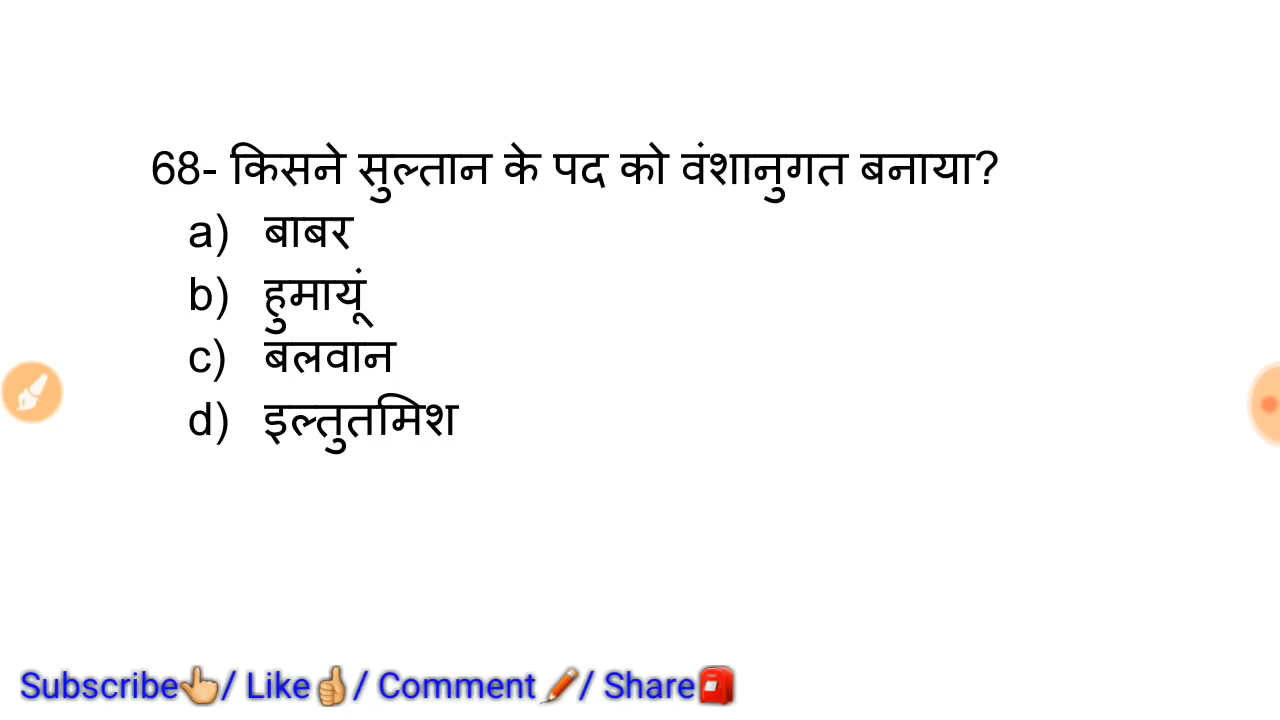 68- किसने सुल्तान के पद को वंशानुगत बनाया?
a) बाबर
b) हुमायूं
c) बलवान
d) इल्तुतमिश
Subscribe👆/ Like👍/ Comment🖍/ Share🎒